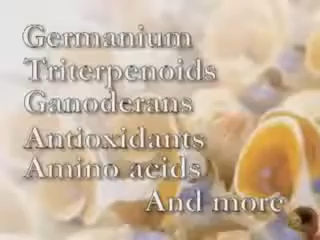 Germanium
Triterpenoids
Ganoderans
Antioxidants
Amino acids
And more